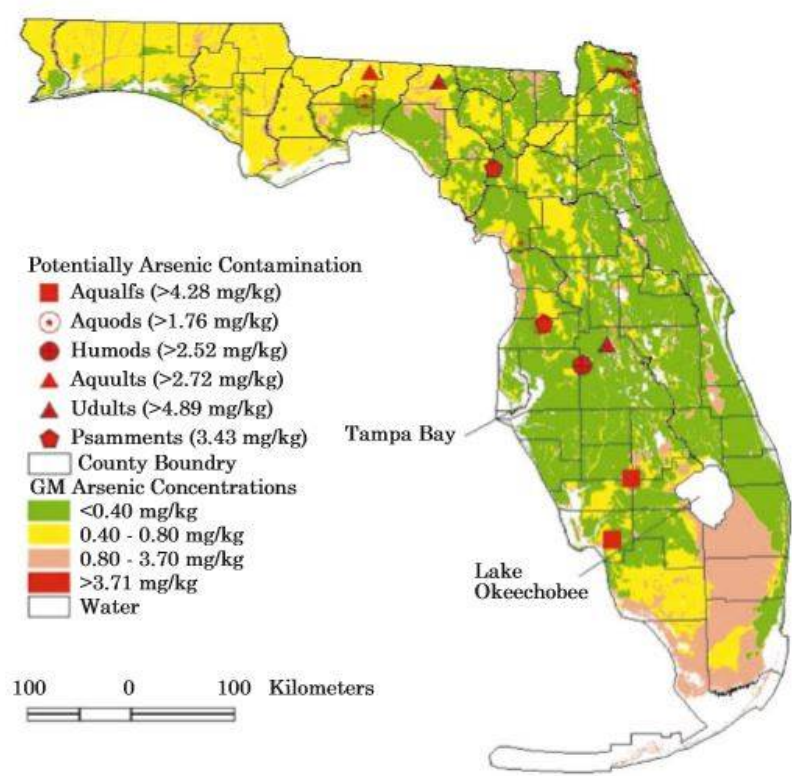 Potentially Arsenic Contamination
Aqualfs (>4.28 mg/kg)
Aquods (>1.76 mg/kg)
Humods (>2.52 mg/kg)
Aquults (>2.72 mg/kg)
Udults (>4.89 mg/kg)
Psamments (3.43 mg/kg)
County Boundry
GM Arsenic Concentrations
<0.40 mg/kg
0.40 - 0.80 mg/kg
0.80 - 3.70 mg/kg
>3.71 mg/kg
Water
Tampa Bay
Lake
Okeechobee
100 0 100 Kilometers